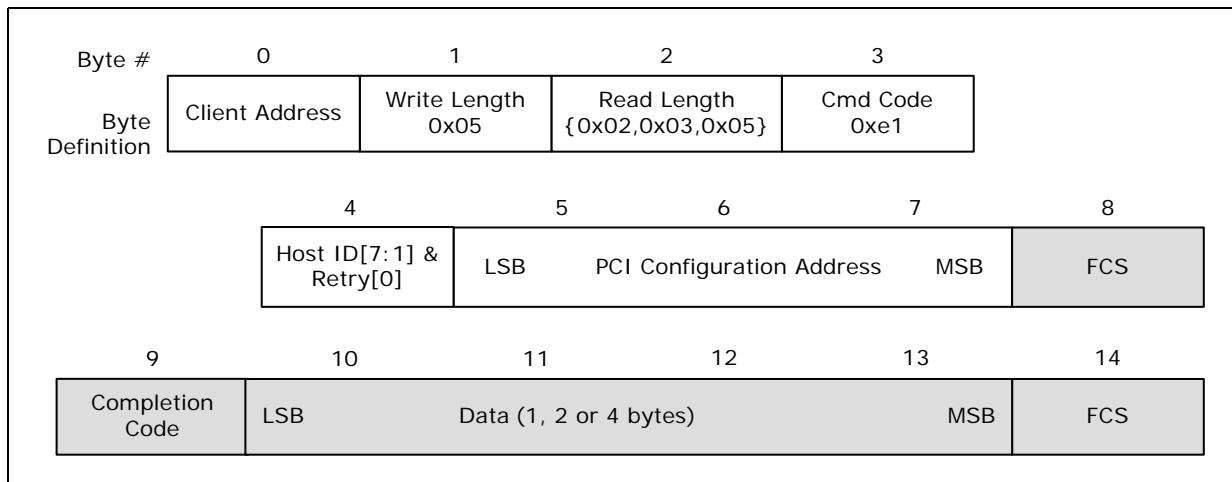 Byte # 0 1 2 3
Byte
Definition
Client Address
Write Length
0x05
Read Length
{0x02,0x03,0x05}
Cmd Code
0xe1
4 5 6 7 8
Host ID[7:1] &
Retry[0]
LSB PCI Configuration Address MSB
FCS
9 10 11 12 13 14
Completion
Code
LSB Data (1, 2 or 4 bytes) MSB
FCS